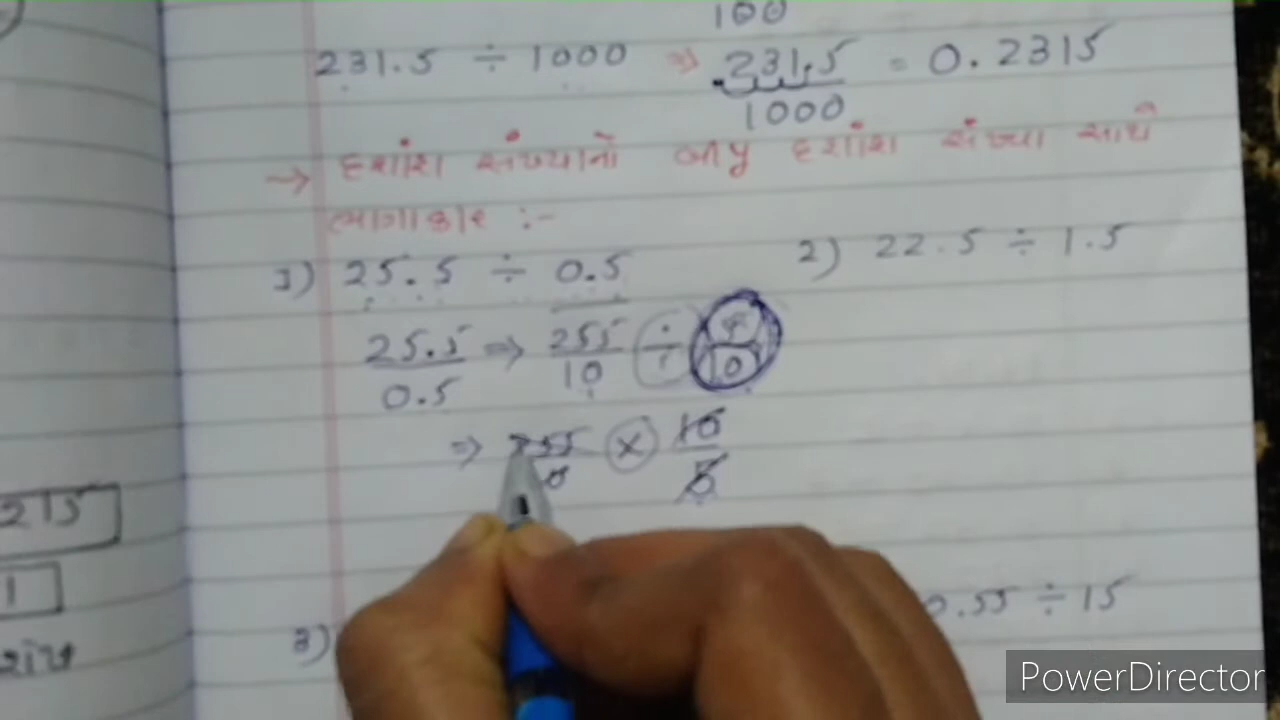 100
231.5 ÷ 1000 ⇒ 231.5 = 0.2315
1000
→ દશાંશ સંખ્યાનો બીજી દશાંશ સંખ્યા સાથે
ભાગાકાર :-
1) 25.5 ÷ 0.5
2) 22.5 ÷ 1.5
25.5 ⇒ 255 ÷ 5
0.5 10 10
⇒ 255 × 10
5
215
1
3)
0.55 ÷ 15
PowerDirector